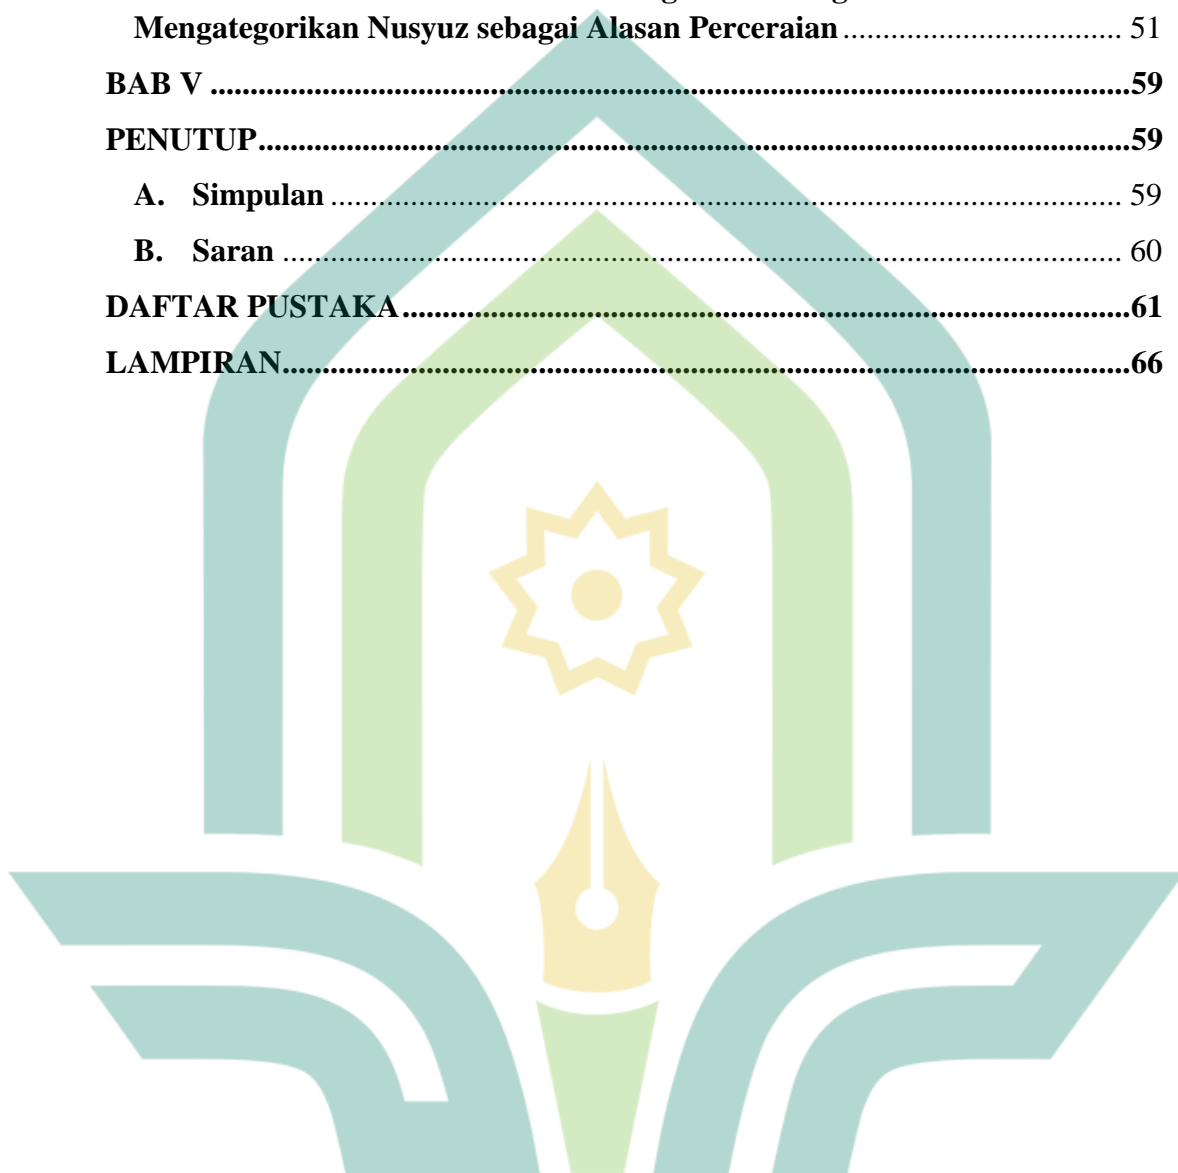 Mengategorikan Nusyuz sebagai Alasan Perceraian ................................... 51
BAB V ....................................................................................................................59
PENUTUP..............................................................................................................59
A. Simpulan .................................................................................................... 59
B. Saran .......................................................................................................... 60
DAFTAR PUSTAKA............................................................................................61
LAMPIRAN...........................................................................................................66